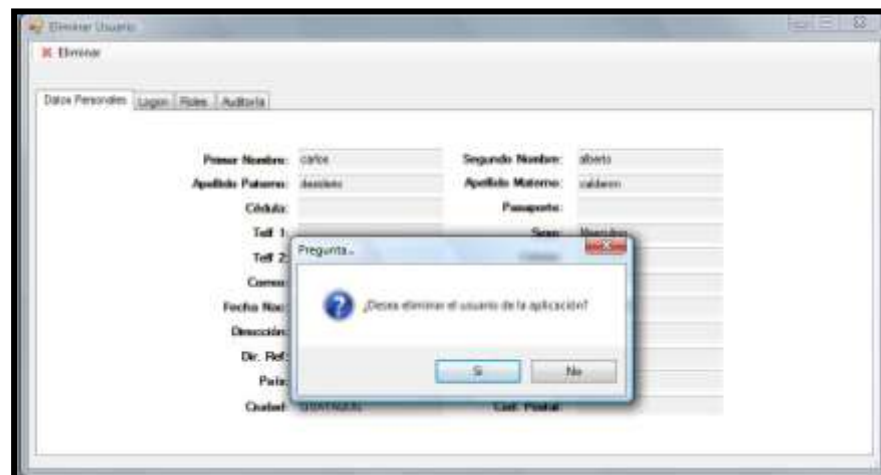 Eliminar Usuario
Eliminar
Datos Personales Logon Roles Auditoría
Primer Nombre: carlos Segundo Nombre: alberto
Apellido Paterno: Apellido Materno: calderon
Cédula: Pasaporte:
Telf 1: Sexo: Masculino
Telf 2:
Correo:
Fecha Nac:
Dirección:
Dir. Ref:
País:
Ciudad: GUAYAQUIL Cod. Postal:
Pregunta...
¿Desea eliminar el usuario de la aplicación?
Si No